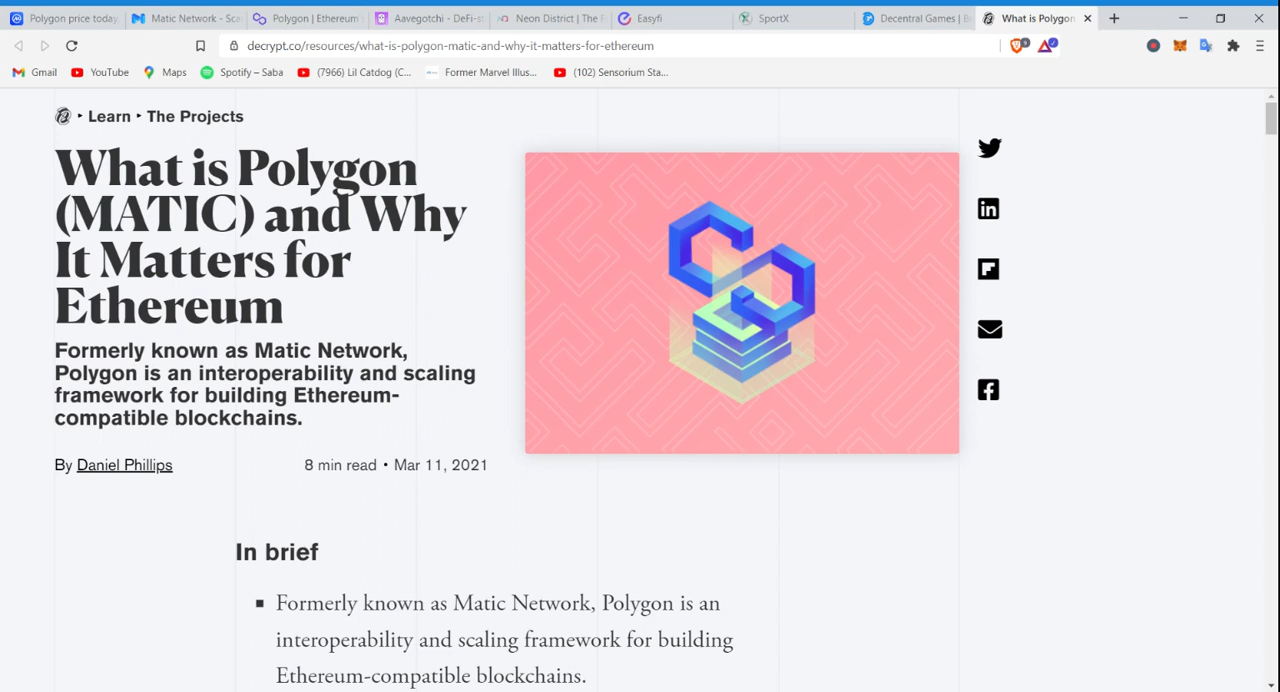 Polygon price today,
Matic Network - Sca
Polygon | Ethereum
Aavegotchi - DeFi-st
Neon District | The F
Easyfi
SportX
Decentral Games | B
What is Polygon
decrypt.co/resources/what-is-polygon-matic-and-why-it-matters-for-ethereum
Gmail
YouTube
Maps
Spotify – Saba
(7966) Lil Catdog (C...
Former Marvel Illus...
(102) Sensorium Sta...
Learn ‣ The Projects
What is Polygon
(MATIC) and Why
It Matters for
Ethereum
Formerly known as Matic Network,
Polygon is an interoperability and scaling
framework for building Ethereum-
compatible blockchains.
By Daniel Phillips
8 min read • Mar 11, 2021
In brief
▪ Formerly known as Matic Network, Polygon is an
interoperability and scaling framework for building
Ethereum-compatible blockchains.